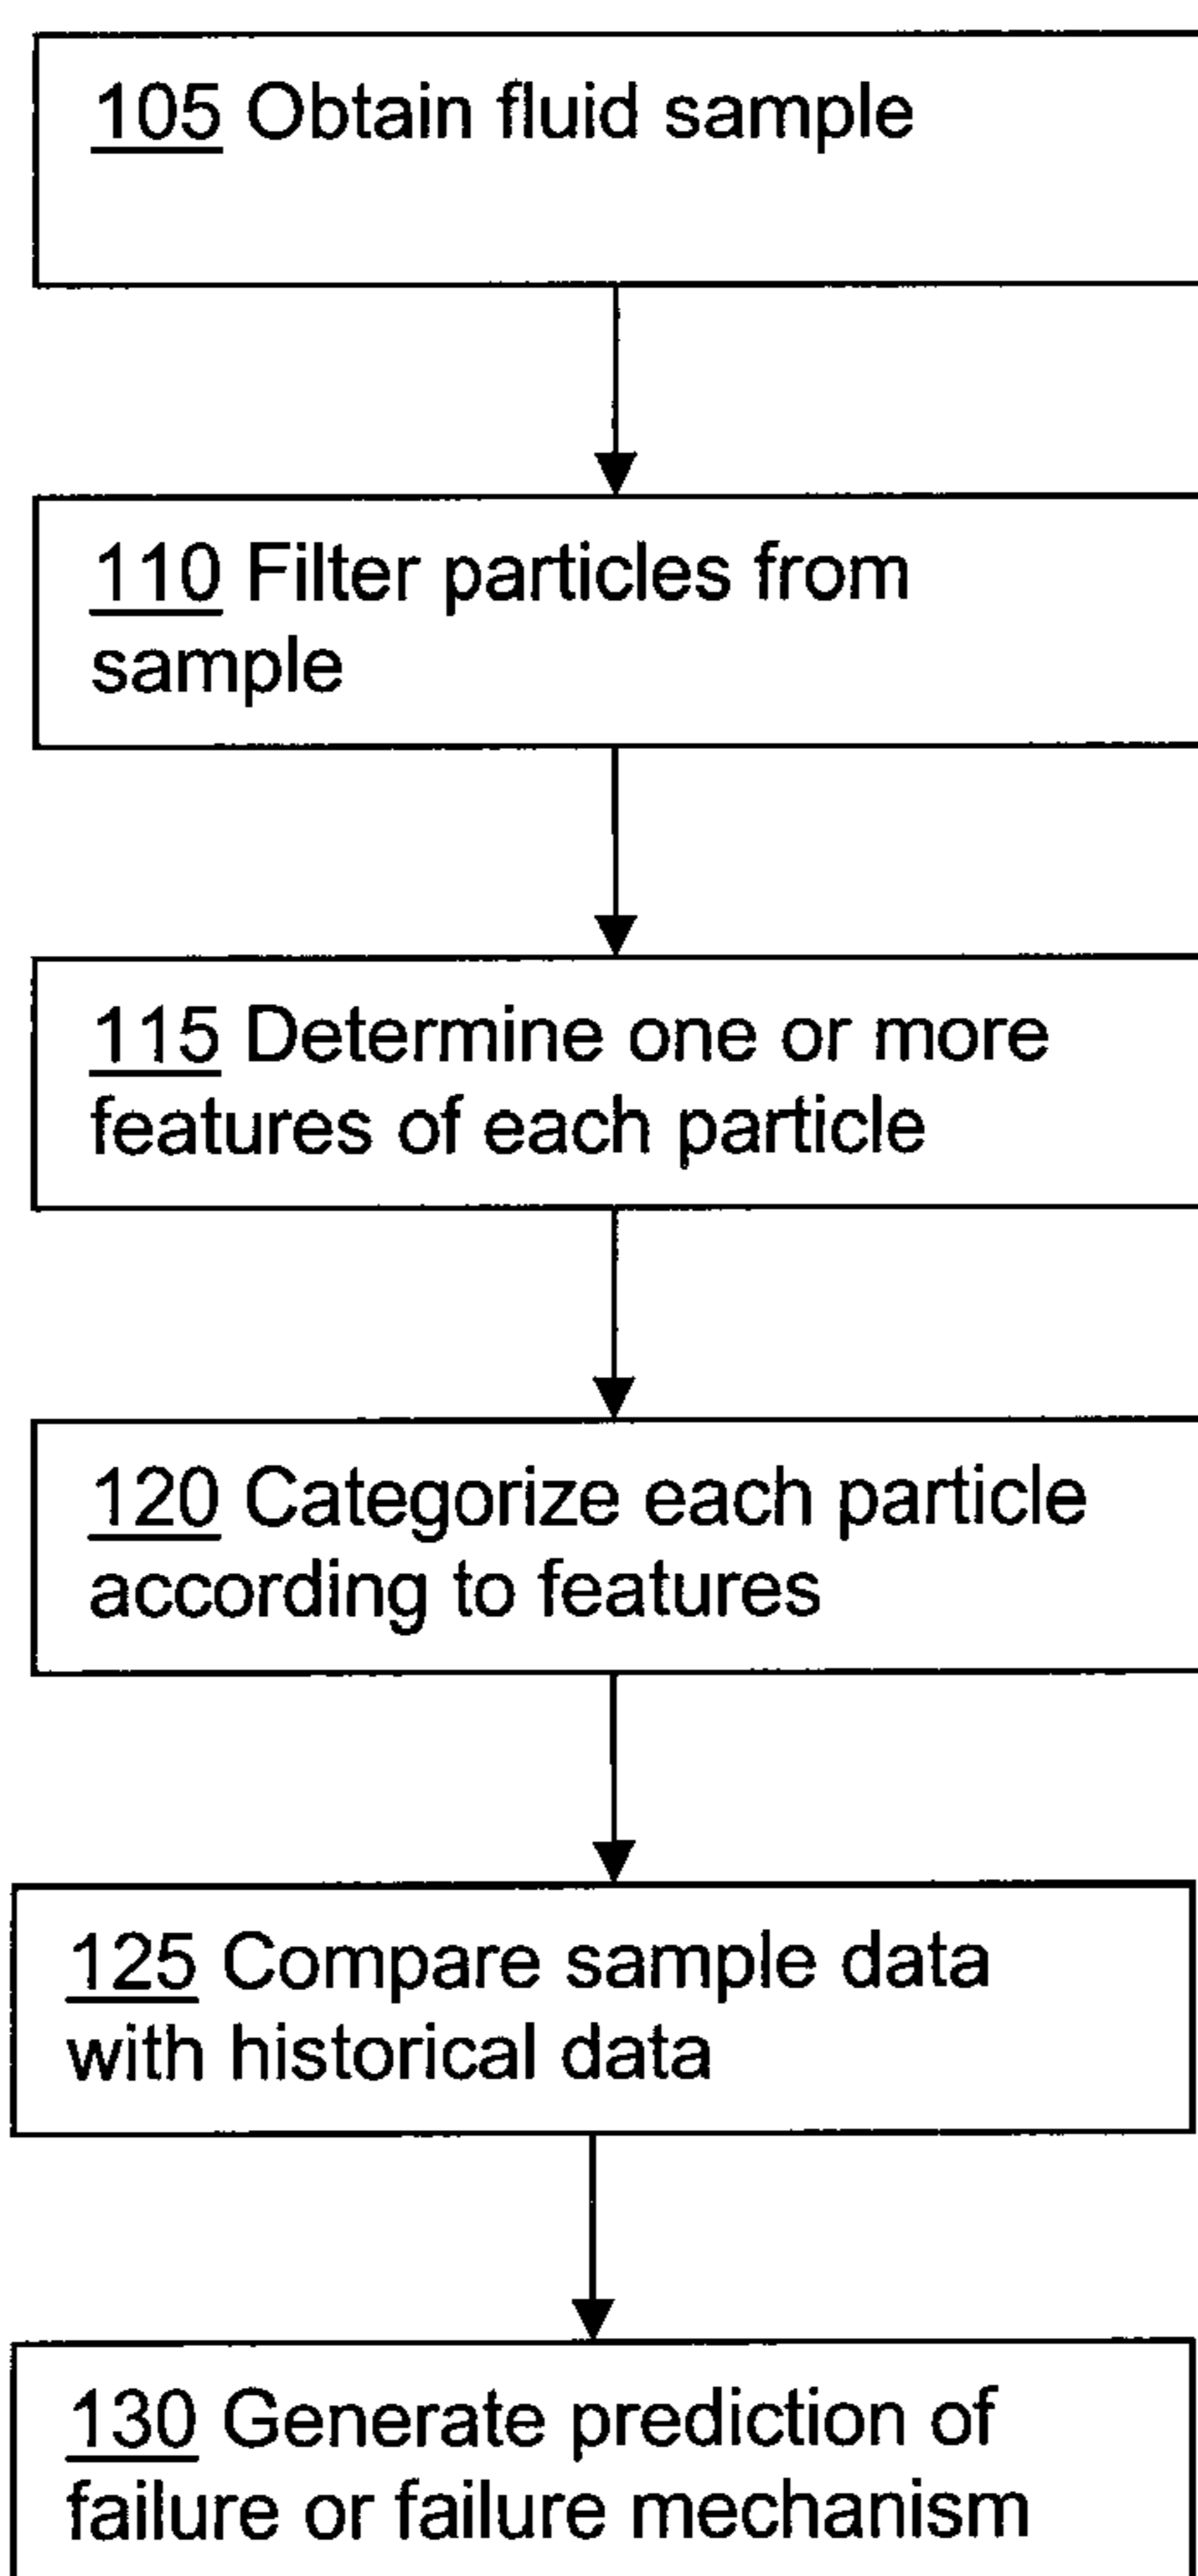 105 Obtain fluid sample
110 Filter particles from
sample
115 Determine one or more
features of each particle
120 Categorize each particle
according to features
125 Compare sample data
with historical data
130 Generate prediction of
failure or failure mechanism